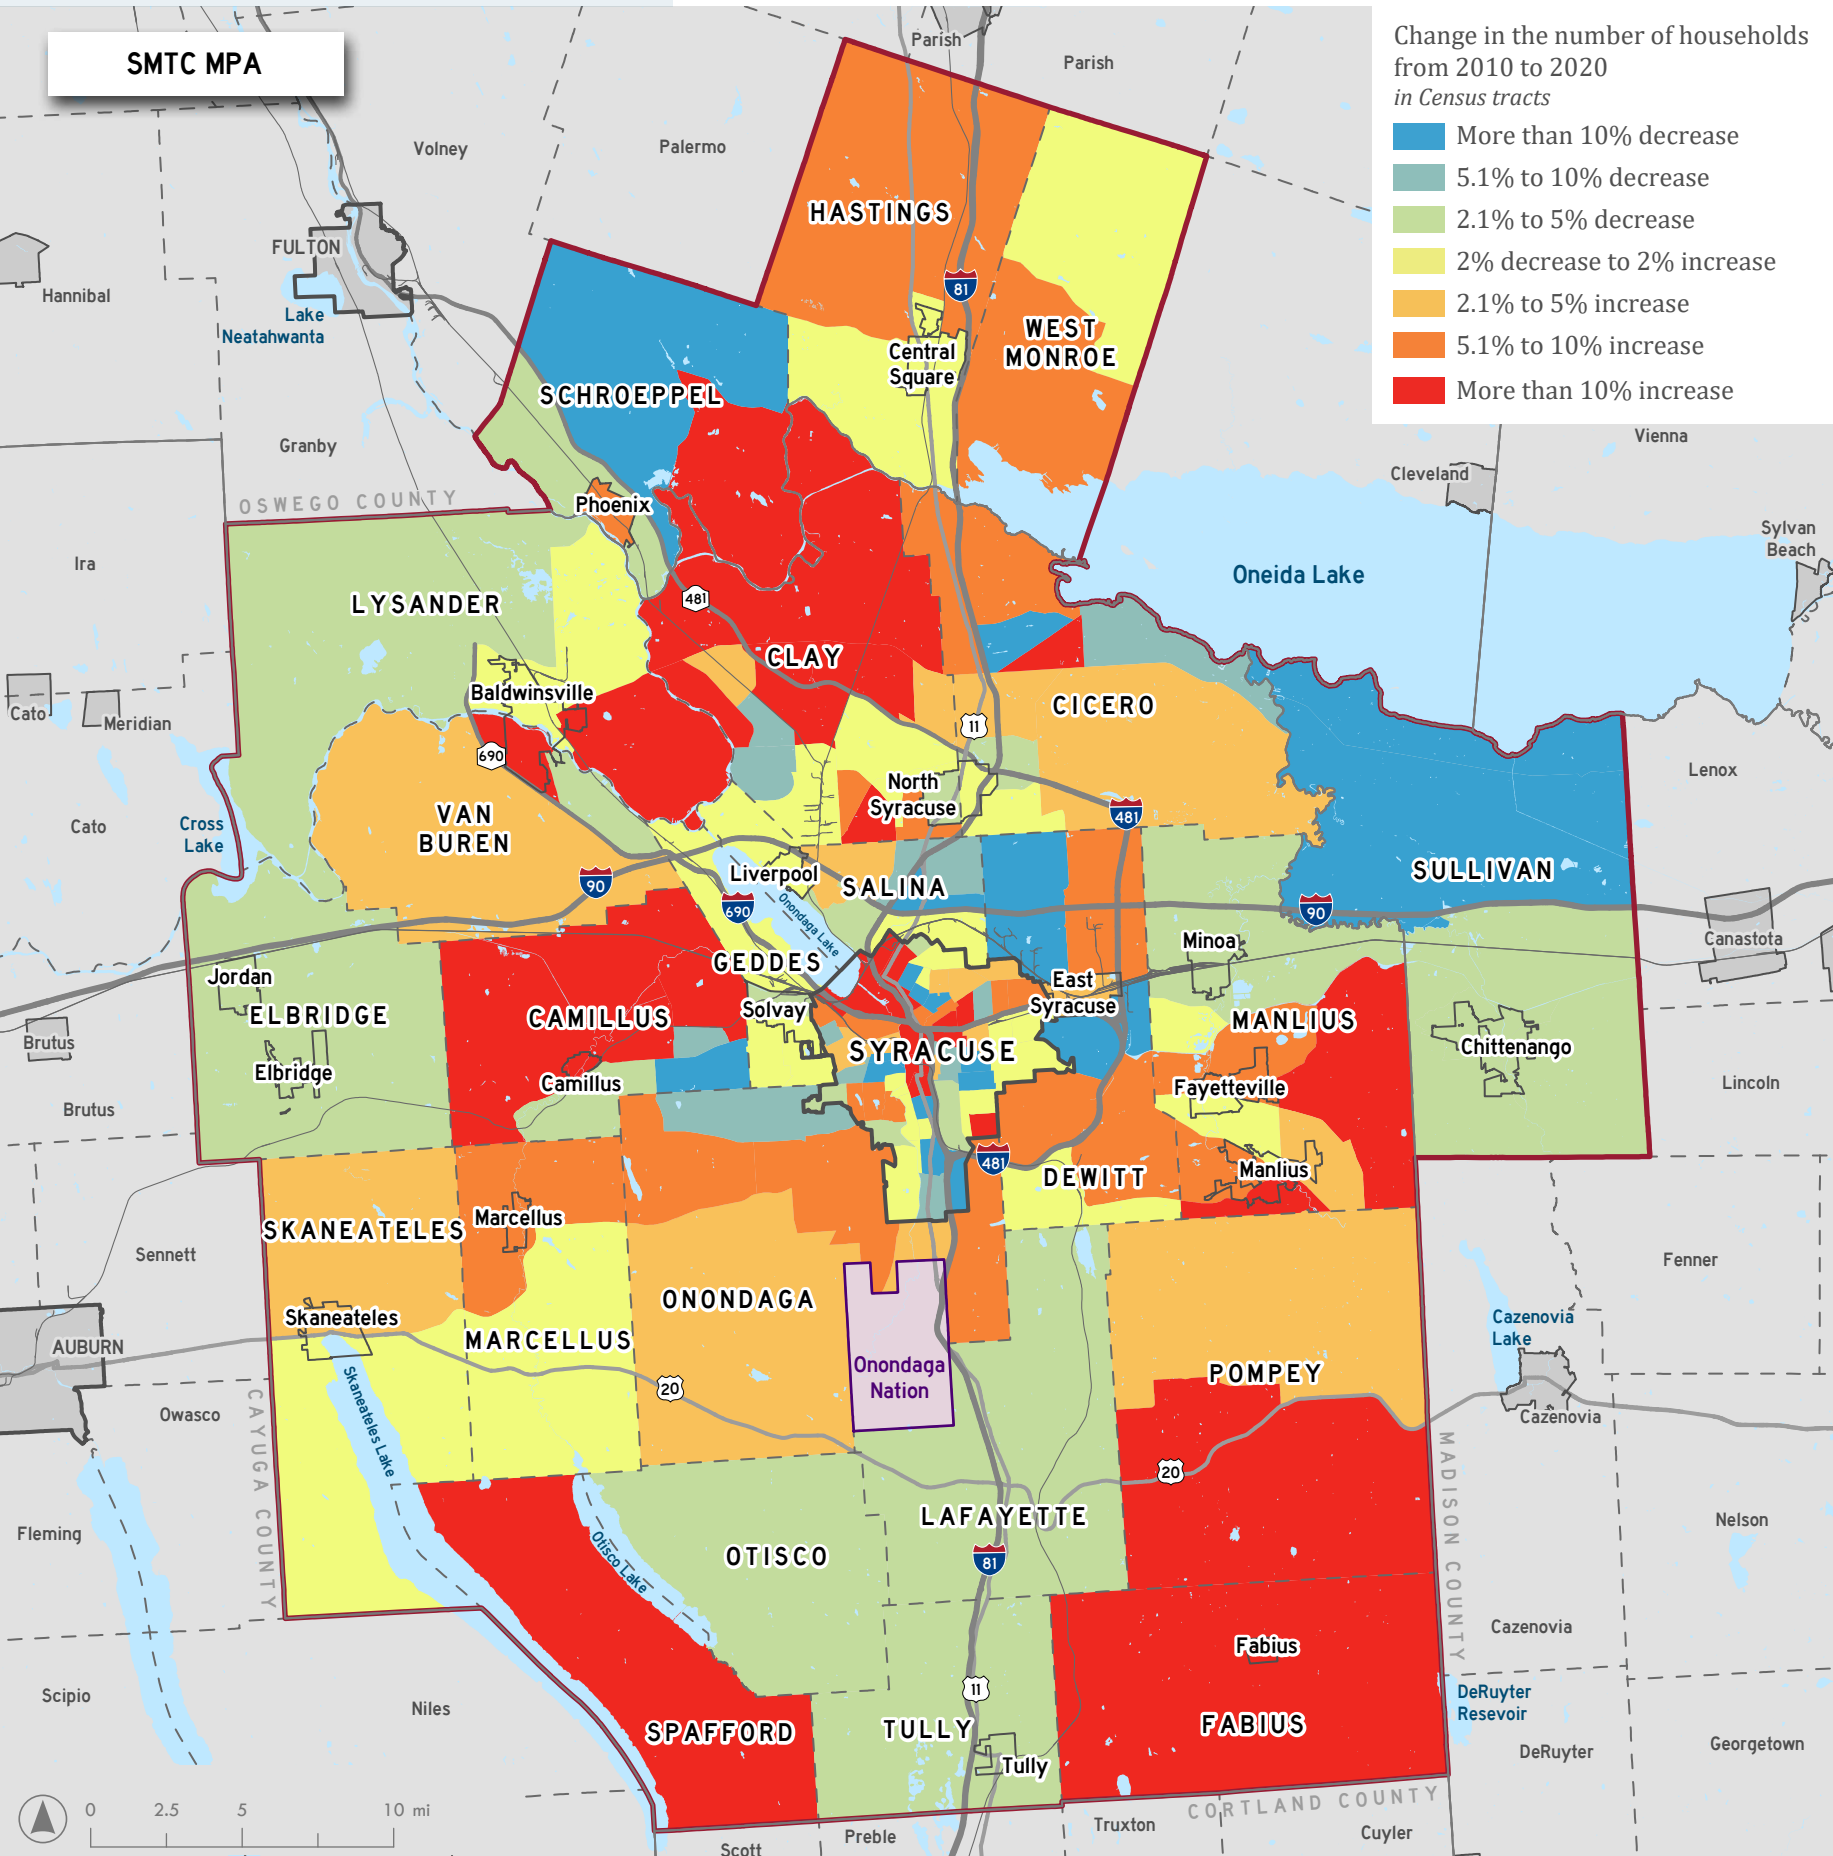 SMTC MPA
Change in the number of households
from 2010 to 2020
in Census tracts
More than 10% decrease
5.1% to 10% decrease
2.1% to 5% decrease
2% decrease to 2% increase
2.1% to 5% increase
5.1% to 10% increase
More than 10% increase
Parish
Parish
Volney
Palermo
HASTINGS
FULTON
81
Hannibal
Lake
Neatahwanta
WEST
MONROE
Central
Square
SCHROEPPEL
Granby
Vienna
Cleveland
OSWEGO COUNTY
Phoenix
Sylvan
Beach
Ira
Oneida Lake
LYSANDER
481
CLAY
Baldwinsville
CICERO
Cato
Meridian
11
690
Lenox
North
Syracuse
VAN
BUREN
481
Cato
Cross
Lake
Liverpool
SALINA
SULLIVAN
90
690
90
Onondaga Lake
Minoa
Canastota
GEDDES
Jordan
East
Syracuse
Solvay
ELBRIDGE
CAMILLUS
MANLIUS
Brutus
SYRACUSE
Chittenango
Elbridge
Camillus
Fayetteville
Lincoln
Brutus
481
DEWITT
Manlius
SKANEATELES
Marcellus
Sennett
Fenner
ONONDAGA
Skaneateles
Cazenovia
Lake
MARCELLUS
AUBURN
Onondaga
Nation
POMPEY
20
Skaneateles Lake
Owasco
CAYUGA COUNTY
Cazenovia
MADISON COUNTY
20
LAFAYETTE
Fleming
Nelson
Otisco Lake
OTISCO
81
Cazenovia
Fabius
Scipio
Niles
11
DeRuyter
Resevoir
SPAFFORD
TULLY
FABIUS
DeRuyter
Georgetown
Tully
0
2.5
5
10 mi
CORTLAND COUNTY
Truxton
Cuyler
Preble
Scott